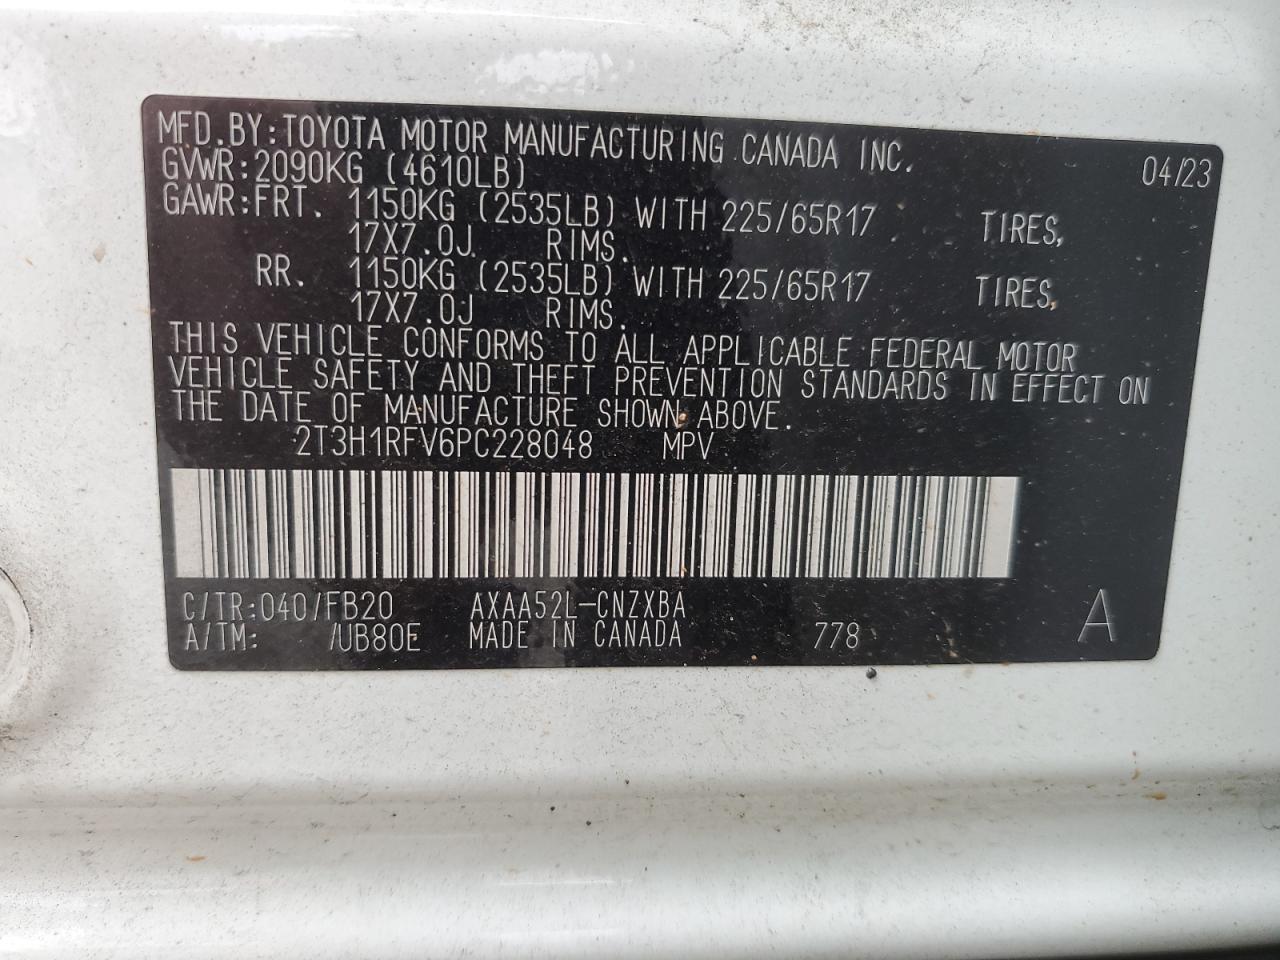 MFD.BY:TOYOTA MOTOR MANUFACTURING CANADA INC. 04/23
GVWR:2090KG (4610LB)
GAWR:FRT. 1150KG (2535LB) WITH 225/65R17 TIRES,
17X7.0J RIMS.
RR. 1150KG (2535LB) WITH 225/65R17 TIRES,
17X7.0J RIMS.
THIS VEHICLE CONFORMS TO ALL APPLICABLE FEDERAL MOTOR
VEHICLE SAFETY AND THEFT PREVENTION STANDARDS IN EFFECT ON
THE DATE OF MANUFACTURE SHOWN ABOVE.
2T3H1RFV6PC228048 MPV
C/TR:040/FB20 AXAA52L-CNZXBA
A/TM: /UB80E MADE IN CANADA 778 A